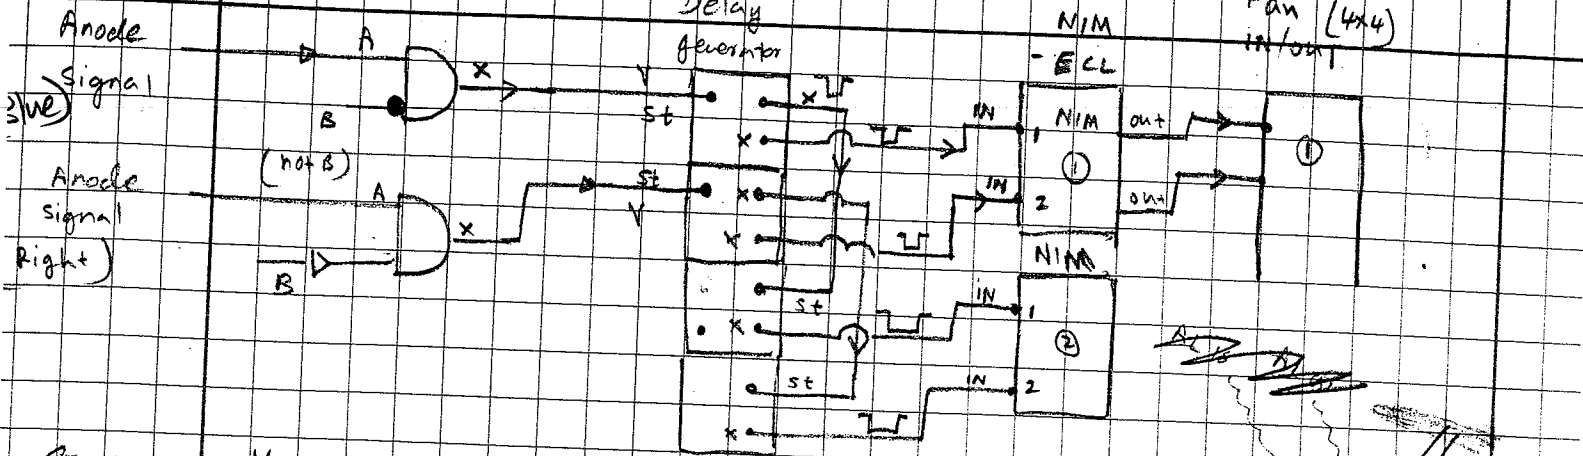 Delay
generator
NIM
- ECL
Fan (4x4)
IN/out
Anode
Signal
A
B
X
St
(not B)
Anode
Signal
Right)
A
B
X
St
x
x
x
x
St
x
St
x
IN
IN
1
2
NIM
①
out
out
①
NIM
IN
IN
1
2
②